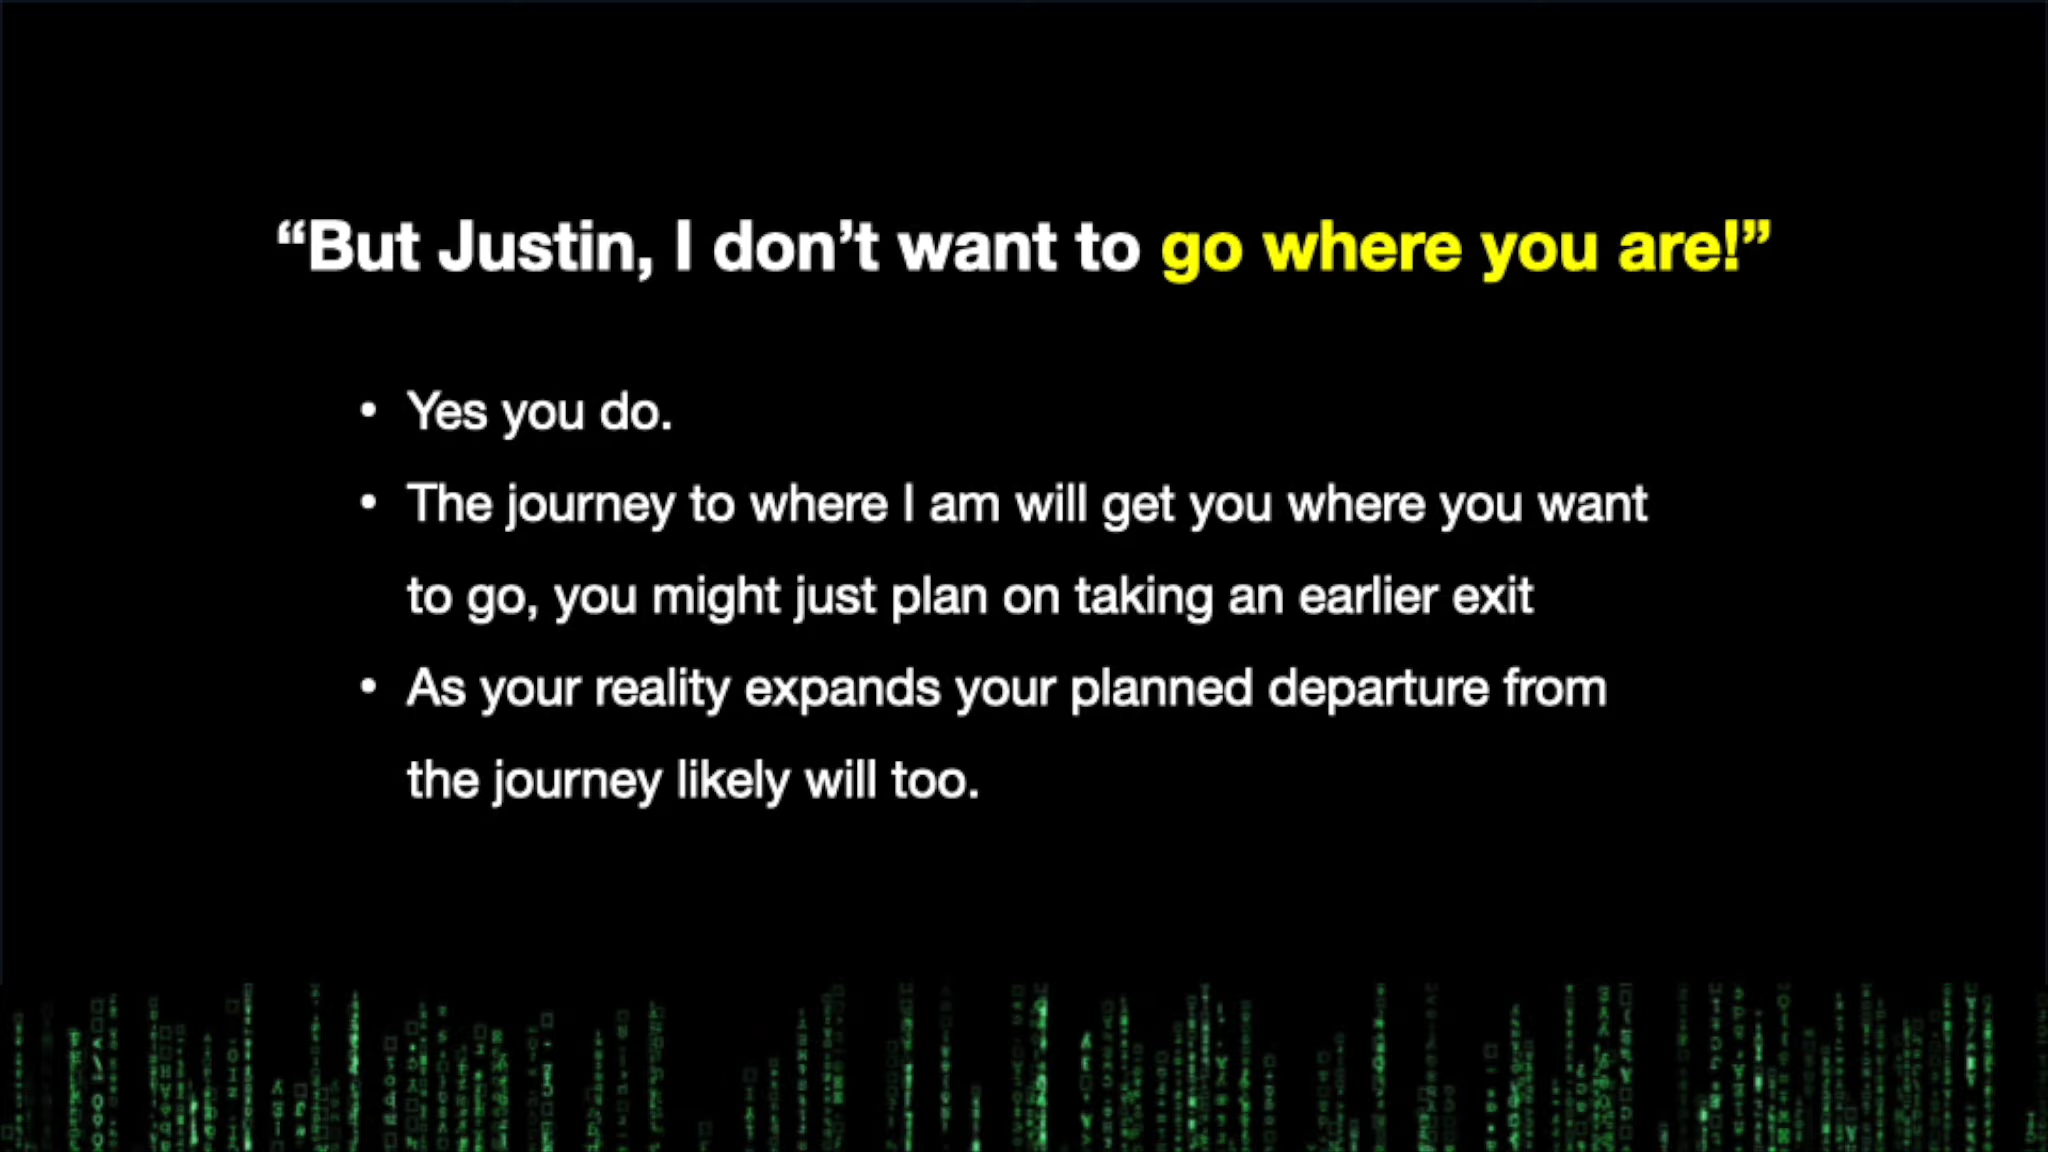 “But Justin, I don’t want to go where you are!”
• Yes you do.
• The journey to where I am will get you where you want
to go, you might just plan on taking an earlier exit
• As your reality expands your planned departure from
the journey likely will too.